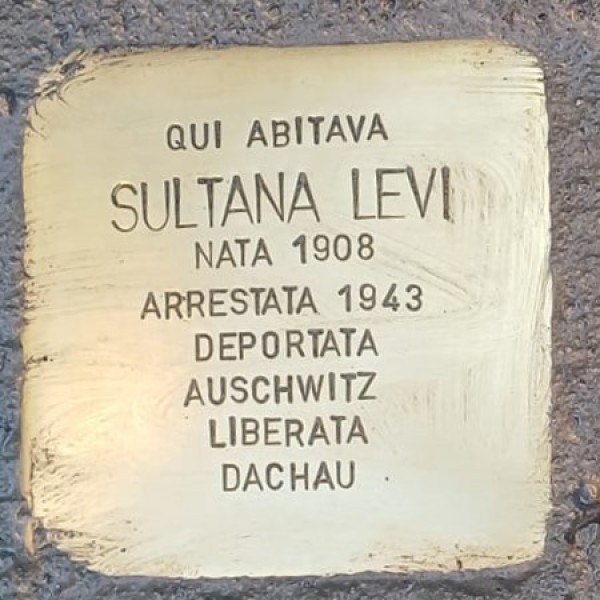 QUI ABITAVA
SULTANA LEVI
NATA 1908
ARRESTATA 1943
DEPORTATA
AUSCHWITZ
LIBERATA
DACHAU